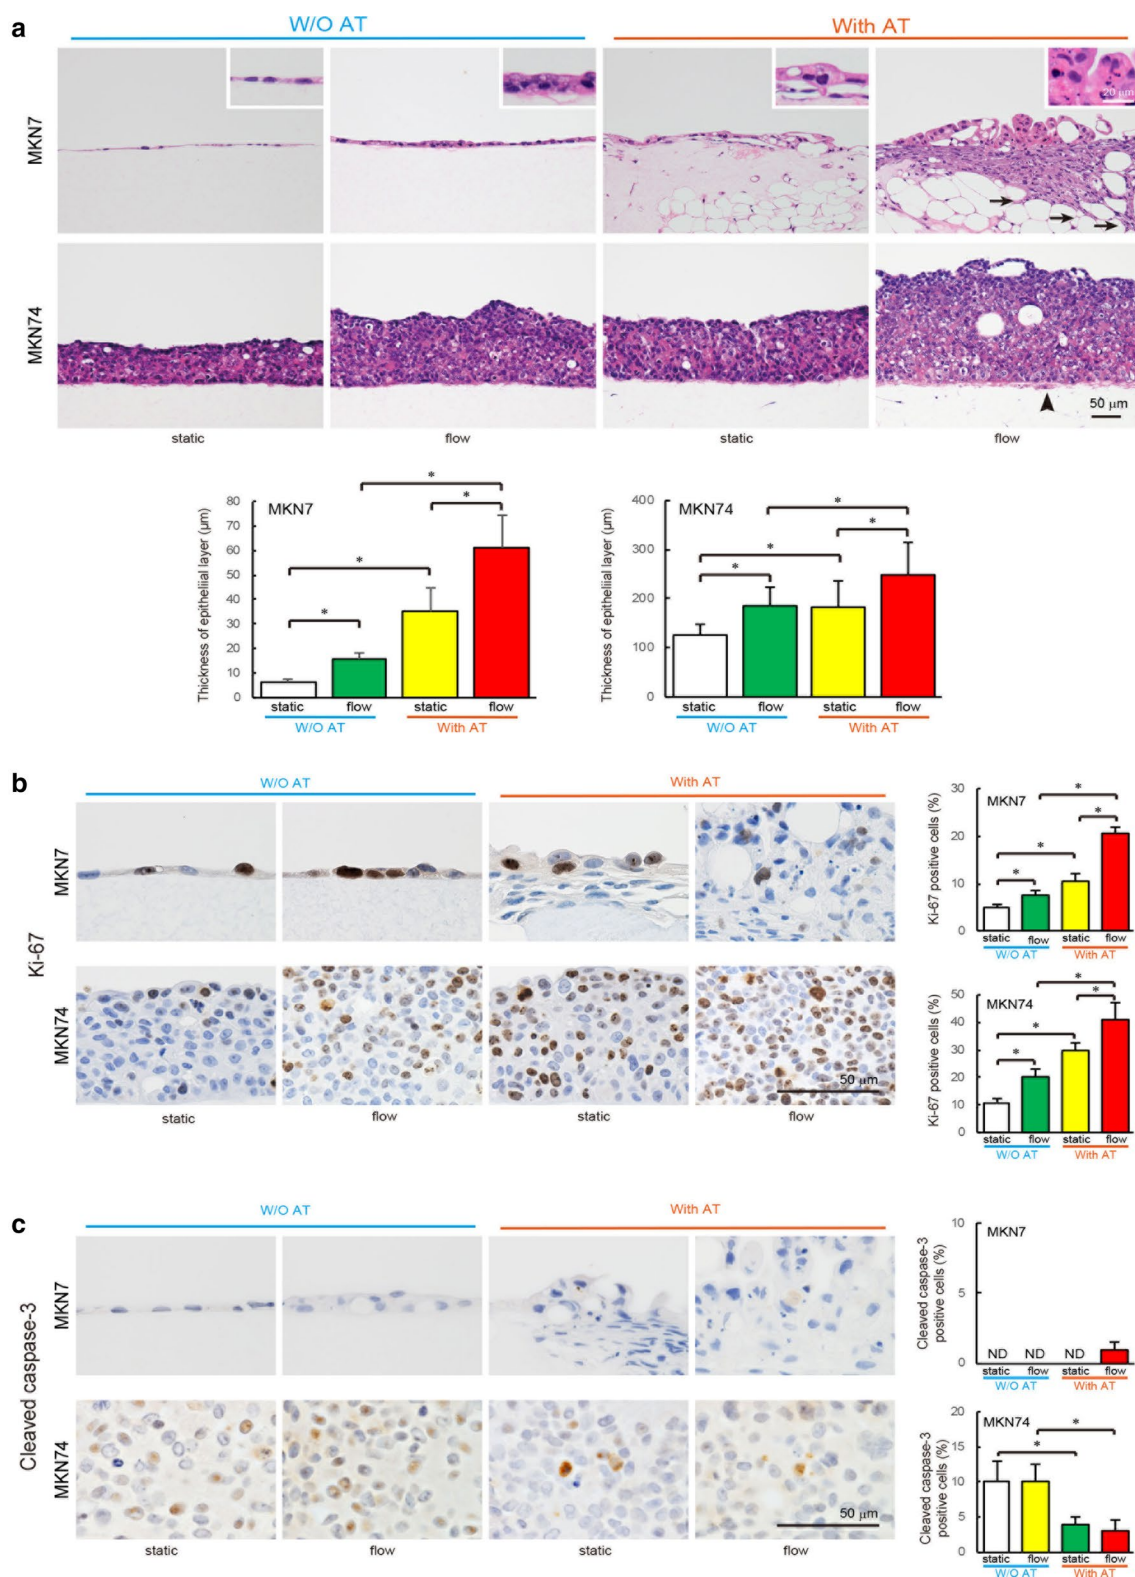 a
W/O AT
With AT
MKN7
20 μm
MKN74
50 μm
static
flow
static
flow
Thickness of epitheliial layer (μm)
80
70
60
50
40
30
20
10
0
MKN7
*
*
*
*
static
flow
static
flow
W/O AT
With AT
Thickness of epitheliial layer (μm)
400
300
200
100
0
MKN74
*
*
*
*
static
flow
static
flow
W/O AT
With AT
b
W/O AT
With AT
Ki-67
MKN7
MKN74
50 μm
static
flow
static
flow
Ki-67 positive cells (%)
30
20
10
0
MKN7
*
*
*
*
static
flow
static
flow
W/O AT
With AT
Ki-67 positive cells (%)
50
40
30
20
10
0
MKN74
*
*
*
*
static
flow
static
flow
W/O AT
With AT
c
W/O AT
With AT
Cleaved caspase-3
MKN7
MKN74
50 μm
static
flow
static
flow
Cleaved caspase-3
positive cells (%)
10
5
0
MKN7
ND
ND
ND
static
flow
static
flow
W/O AT
With AT
Cleaved caspase-3
positive cells (%)
20
15
10
5
0
MKN74
*
*
static
flow
static
flow
W/O AT
With AT